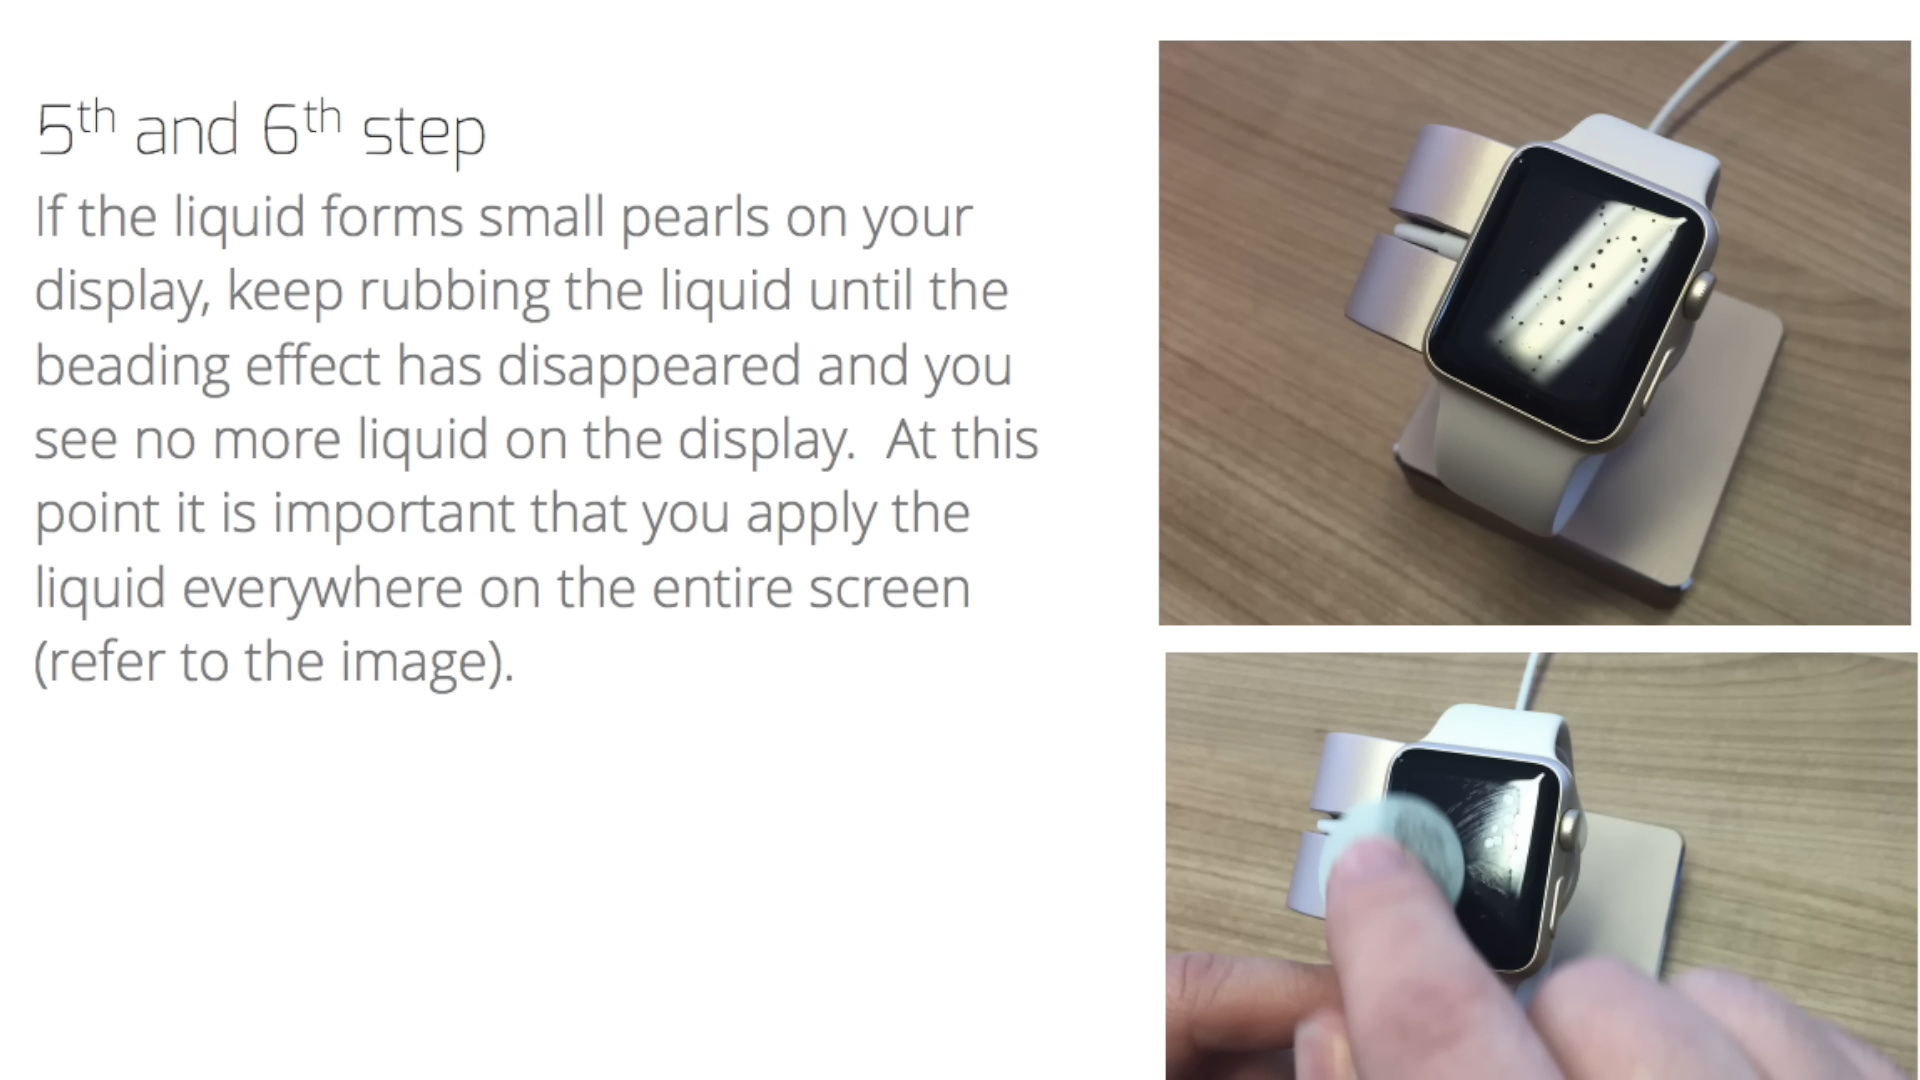 5th and 6th step
If the liquid forms small pearls on your
display, keep rubbing the liquid until the
beading effect has disappeared and you
see no more liquid on the display.  At this
point it is important that you apply the
liquid everywhere on the entire screen
(refer to the image).